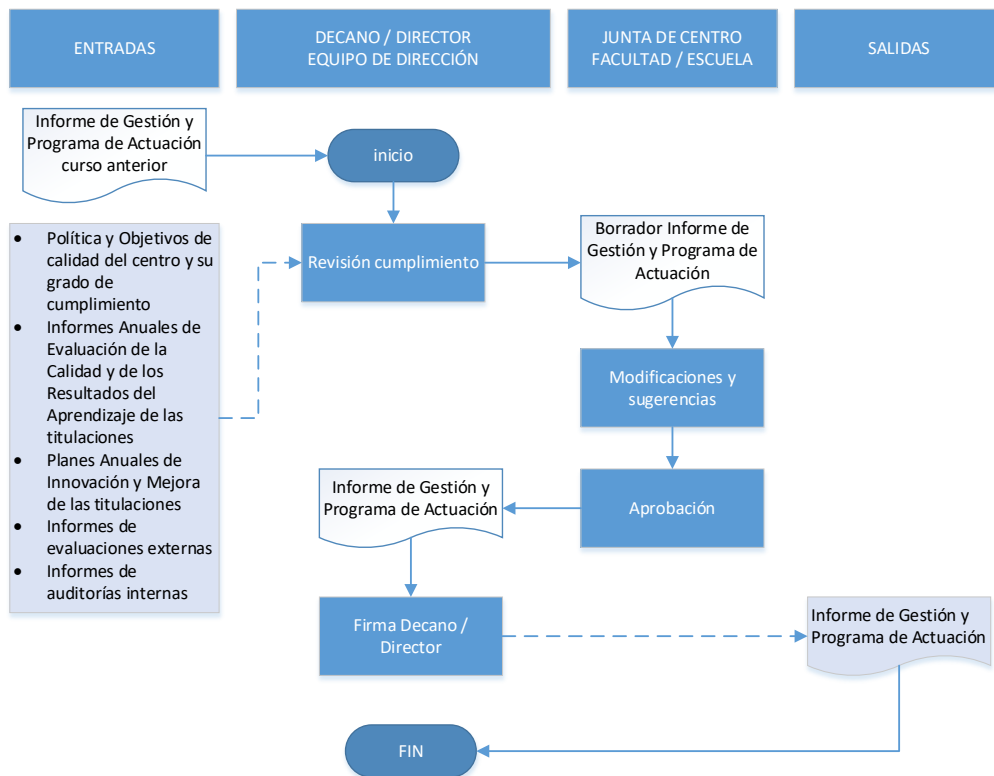 ENTRADAS
DECANO / DIRECTOR
EQUIPO DE DIRECCIÓN
JUNTA DE CENTRO
FACULTAD / ESCUELA
SALIDAS
Informe de Gestión y
Programa de Actuación
curso anterior
inicio
• Política y Objetivos de
calidad del centro y su
grado de
cumplimiento
• Informes Anuales de
Evaluación de la
Calidad y de los
Resultados del
Aprendizaje de las
titulaciones
• Planes Anuales de
Innovación y Mejora
de las titulaciones
• Informes de
evaluaciones externas
• Informes de
auditorías internas
Revisión cumplimiento
Borrador Informe de
Gestión y Programa de
Actuación
Modificaciones y
sugerencias
Aprobación
Informe de Gestión y
Programa de Actuación
Firma Decano /
Director
Informe de Gestión y
Programa de Actuación
FIN